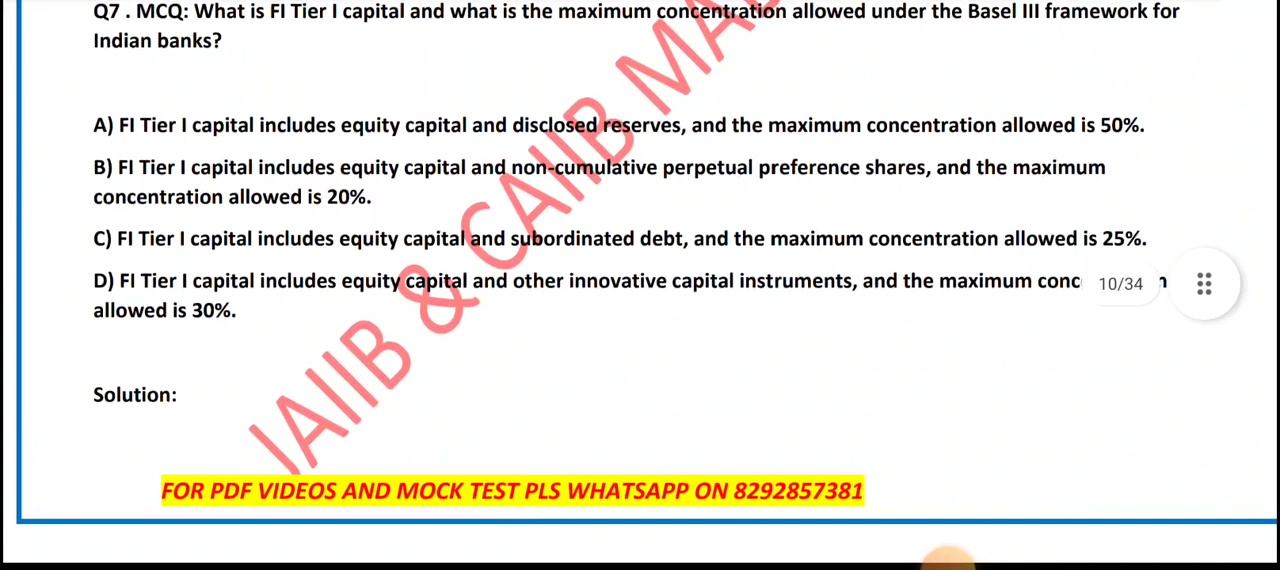 Q7 . MCQ: What is FI Tier I capital and what is the maximum concentration allowed under the Basel III framework for
Indian banks?
A) FI Tier I capital includes equity capital and disclosed reserves, and the maximum concentration allowed is 50%.
B) FI Tier I capital includes equity capital and non-cumulative perpetual preference shares, and the maximum
concentration allowed is 20%.
C) FI Tier I capital includes equity capital and subordinated debt, and the maximum concentration allowed is 25%.
D) FI Tier I capital includes equity capital and other innovative capital instruments, and the maximum conc
10/34
allowed is 30%.
Solution:
IAIIB & CAIIB MA
FOR PDF VIDEOS AND MOCK TEST PLS WHATSAPP ON 8292857381